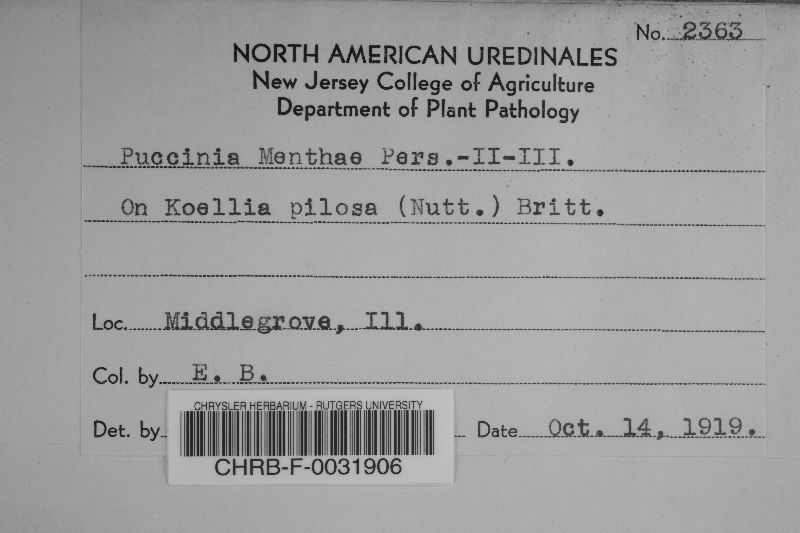 No. 2363
NORTH AMERICAN UREDINALES
New Jersey College of Agriculture
Department of Plant Pathology
Puccinia Menthae Pers.-II-III.
On Koellia pilosa (Nutt.) Britt.
Loc. Middlegrove, Ill.
Col. by E. B.
Det. by Date Oct. 14, 1919.
CHRYSLER HERBARIUM - RUTGERS UNIVERSITY
CHRB-F-0031906